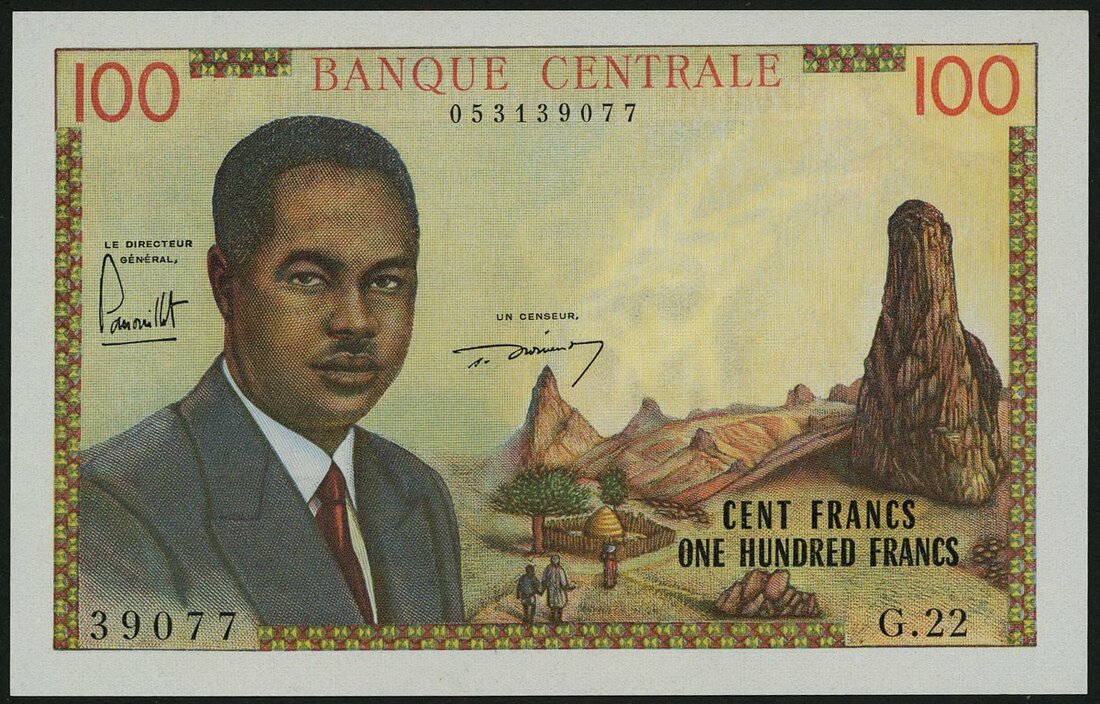 100
BANQUE CENTRALE
100
053139077
LE DIRECTEUR
GÉNÉRAL,
UN CENSEUR,
CENT FRANCS
ONE HUNDRED FRANCS
39077
G.22